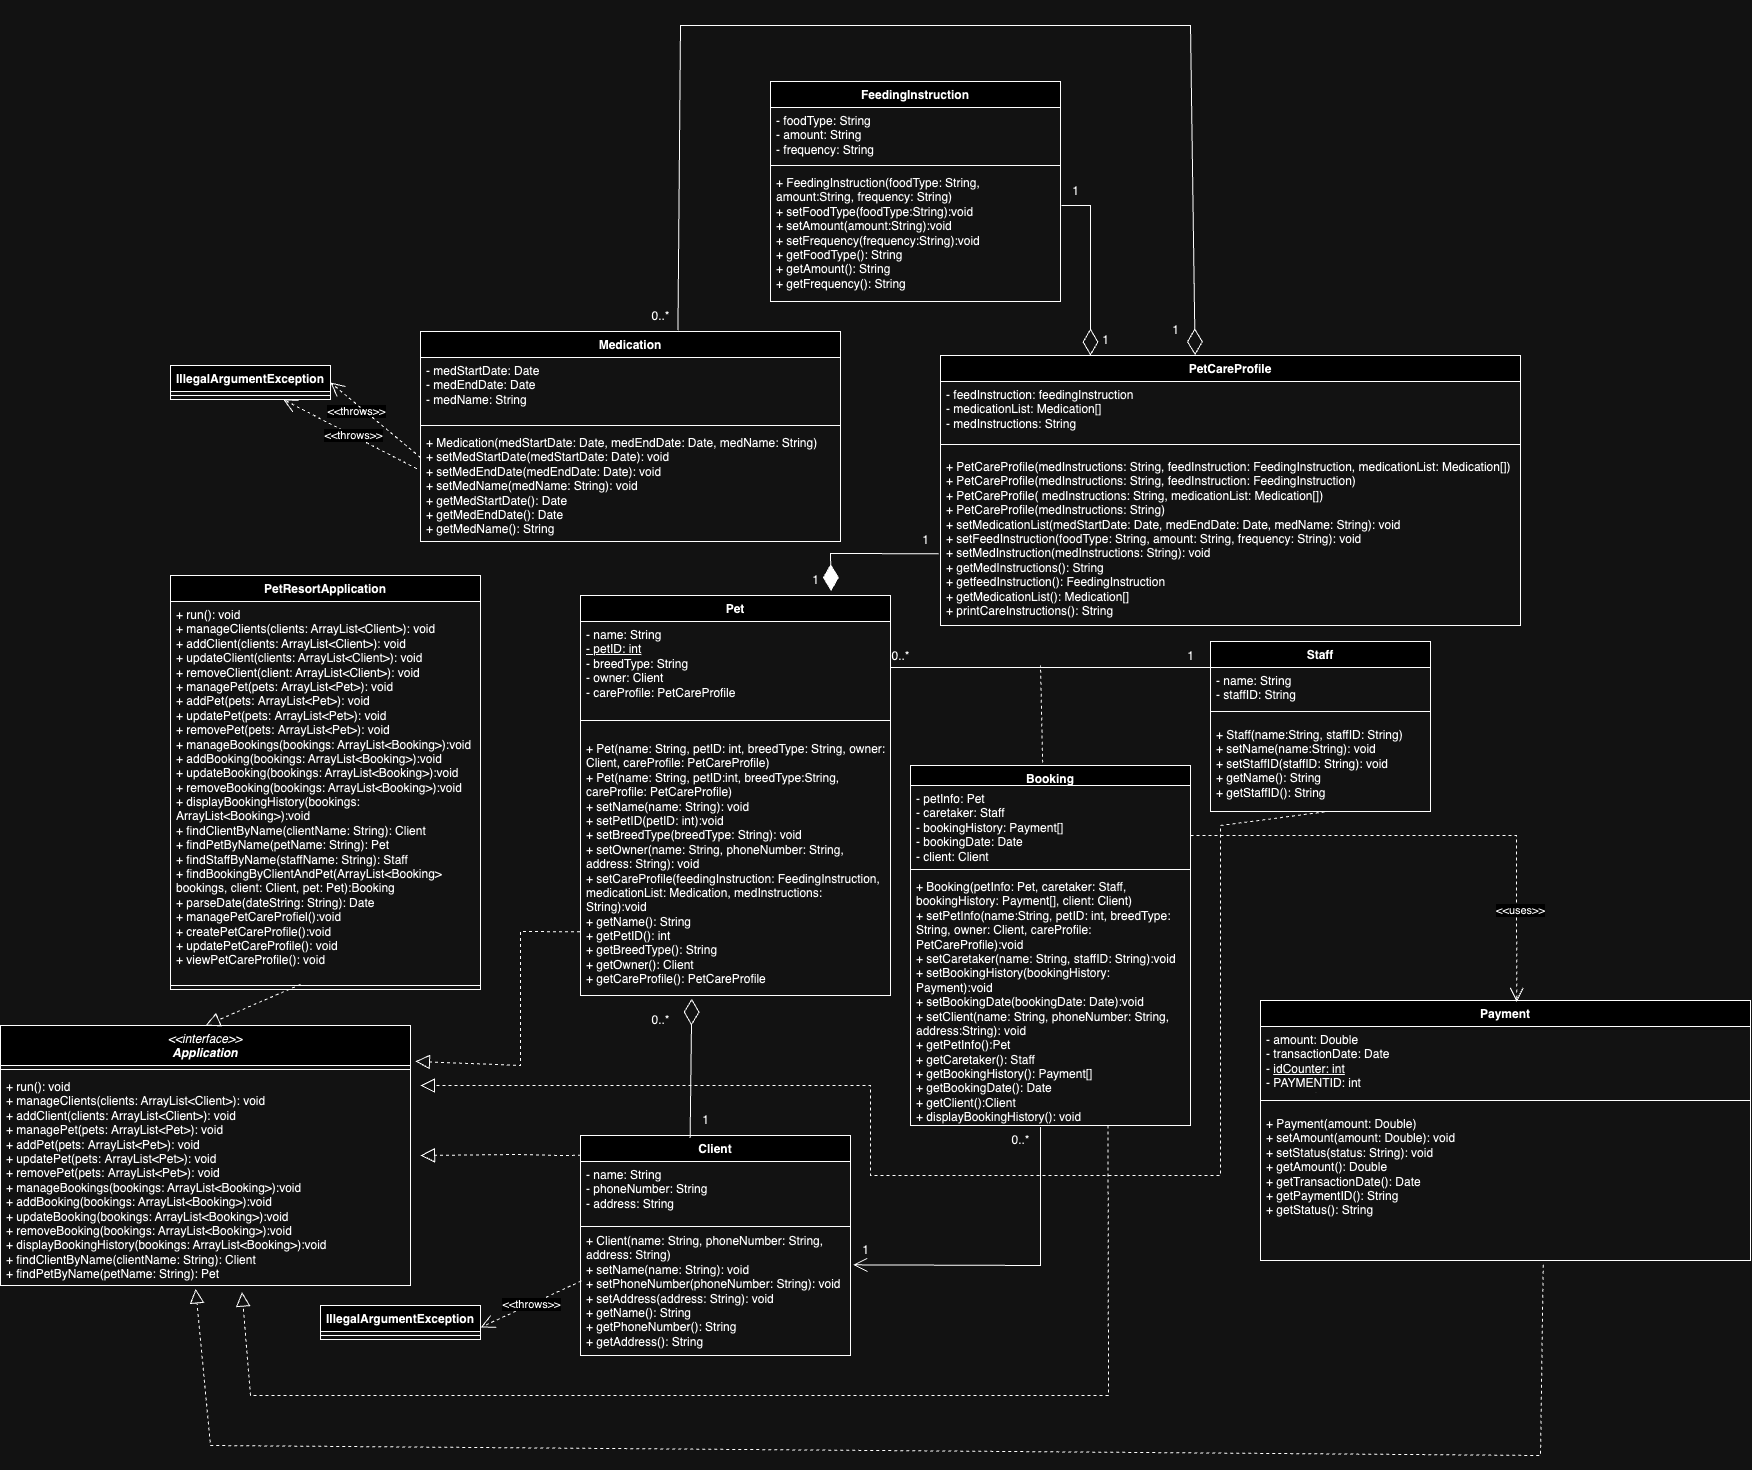 FeedingInstruction
- foodType: String
- amount: String
- frequency: String
+ FeedingInstruction(foodType: String,
amount:String, frequency: String)
+ setFoodType(foodType:String):void
+ setAmount(amount:String):void
+ setFrequency(frequency:String):void
+ getFoodType(): String
+ getAmount(): String
+ getFrequency(): String
1
0..*
1
1
Medication
- medStartDate: Date
- medEndDate: Date
- medName: String
+ Medication(medStartDate: Date, medEndDate: Date, medName: String)
+ setMedStartDate(medStartDate: Date): void
+ setMedEndDate(medEndDate: Date): void
+ setMedName(medName: String): void
+ getMedStartDate(): Date
+ getMedEndDate(): Date
+ getMedName(): String
IllegalArgumentException
<<throws>>
<<throws>>
PetCareProfile
- feedInstruction: feedingInstruction
- medicationList: Medication[]
- medInstructions: String
+ PetCareProfile(medInstructions: String, feedInstruction: FeedingInstruction, medicationList: Medication[])
+ PetCareProfile(medInstructions: String, feedInstruction: FeedingInstruction)
+ PetCareProfile( medInstructions: String, medicationList: Medication[])
+ PetCareProfile(medInstructions: String)
+ setMedicationList(medStartDate: Date, medEndDate: Date, medName: String): void
+ setFeedInstruction(foodType: String, amount: String, frequency: String): void
+ setMedInstruction(medInstructions: String): void
+ getMedInstructions(): String
+ getfeedInstruction(): FeedingInstruction
+ getMedicationList(): Medication[]
+ printCareInstructions(): String
1
1
PetResortApplication
+ run(): void
+ manageClients(clients: ArrayList<Client>): void
+ addClient(clients: ArrayList<Client>): void
+ updateClient(clients: ArrayList<Client>): void
+ removeClient(client: ArrayList<Client>): void
+ managePet(pets: ArrayList<Pet>): void
+ addPet(pets: ArrayList<Pet>): void
+ updatePet(pets: ArrayList<Pet>): void
+ removePet(pets: ArrayList<Pet>): void
+ manageBookings(bookings: ArrayList<Booking>):void
+ addBooking(bookings: ArrayList<Booking>):void
+ updateBooking(bookings: ArrayList<Booking>):void
+ removeBooking(bookings: ArrayList<Booking>):void
+ displayBookingHistory(bookings:
ArrayList<Booking>):void
+ findClientByName(clientName: String): Client
+ findPetByName(petName: String): Pet
+ findStaffByName(staffName: String): Staff
+ findBookingByClientAndPet(ArrayList<Booking>
bookings, client: Client, pet: Pet):Booking
+ parseDate(dateString: String): Date
+ managePetCareProfiel():void
+ createPetCareProfile():void
+ updatePetCareProfile(): void
+ viewPetCareProfile(): void
Pet
- name: String
- petID: int
- breedType: String
- owner: Client
- careProfile: PetCareProfile
+ Pet(name: String, petID: int, breedType: String, owner:
Client, careProfile: PetCareProfile)
+ Pet(name: String, petID:int, breedType:String,
careProfile: PetCareProfile)
+ setName(name: String): void
+ setPetID(petID: int):void
+ setBreedType(breedType: String): void
+ setOwner(name: String, phoneNumber: String,
address: String): void
+ setCareProfile(feedingInstruction: FeedingInstruction,
medicationList: Medication, medInstructions:
String):void
+ getName(): String
+ getPetID(): int
+ getBreedType(): String
+ getOwner(): Client
+ getCareProfile(): PetCareProfile
0..*
1
Staff
- name: String
- staffID: String
+ Staff(name:String, staffID: String)
+ setName(name:String): void
+ setStaffID(staffID: String): void
+ getName(): String
+ getStaffID(): String
Booking
- petInfo: Pet
- caretaker: Staff
- bookingHistory: Payment[]
- bookingDate: Date
- client: Client
+ Booking(petInfo: Pet, caretaker: Staff,
bookingHistory: Payment[], client: Client)
+ setPetInfo(name:String, petID: int, breedType:
String, owner: Client, careProfile:
PetCareProfile):void
+ setCaretaker(name: String, staffID: String):void
+ setBookingHistory(bookingHistory:
Payment):void
+ setBookingDate(bookingDate: Date):void
+ setClient(name: String, phoneNumber: String,
address:String): void
+ getPetInfo():Pet
+ getCaretaker(): Staff
+ getBookingHistory(): Payment[]
+ getBookingDate(): Date
+ getClient():Client
+ displayBookingHistory(): void
<<uses>>
Payment
- amount: Double
- transactionDate: Date
- idCounter: int
- PAYMENTID: int
+ Payment(amount: Double)
+ setAmount(amount: Double): void
+ setStatus(status: String): void
+ getAmount(): Double
+ getTransactionDate(): Date
+ getPaymentID(): String
+ getStatus(): String
<<interface>>
Application
+ run(): void
+ manageClients(clients: ArrayList<Client>): void
+ addClient(clients: ArrayList<Client>): void
+ managePet(pets: ArrayList<Pet>): void
+ addPet(pets: ArrayList<Pet>): void
+ updatePet(pets: ArrayList<Pet>): void
+ removePet(pets: ArrayList<Pet>): void
+ manageBookings(bookings: ArrayList<Booking>):void
+ addBooking(bookings: ArrayList<Booking>):void
+ updateBooking(bookings: ArrayList<Booking>):void
+ removeBooking(bookings: ArrayList<Booking>):void
+ displayBookingHistory(bookings: ArrayList<Booking>):void
+ findClientByName(clientName: String): Client
+ findPetByName(petName: String): Pet
0..*
1
Client
- name: String
- phoneNumber: String
- address: String
+ Client(name: String, phoneNumber: String,
address: String)
+ setName(name: String): void
+ setPhoneNumber(phoneNumber: String): void
+ setAddress(address: String): void
+ getName(): String
+ getPhoneNumber(): String
+ getAddress(): String
0..*
1
<<throws>>
IllegalArgumentException